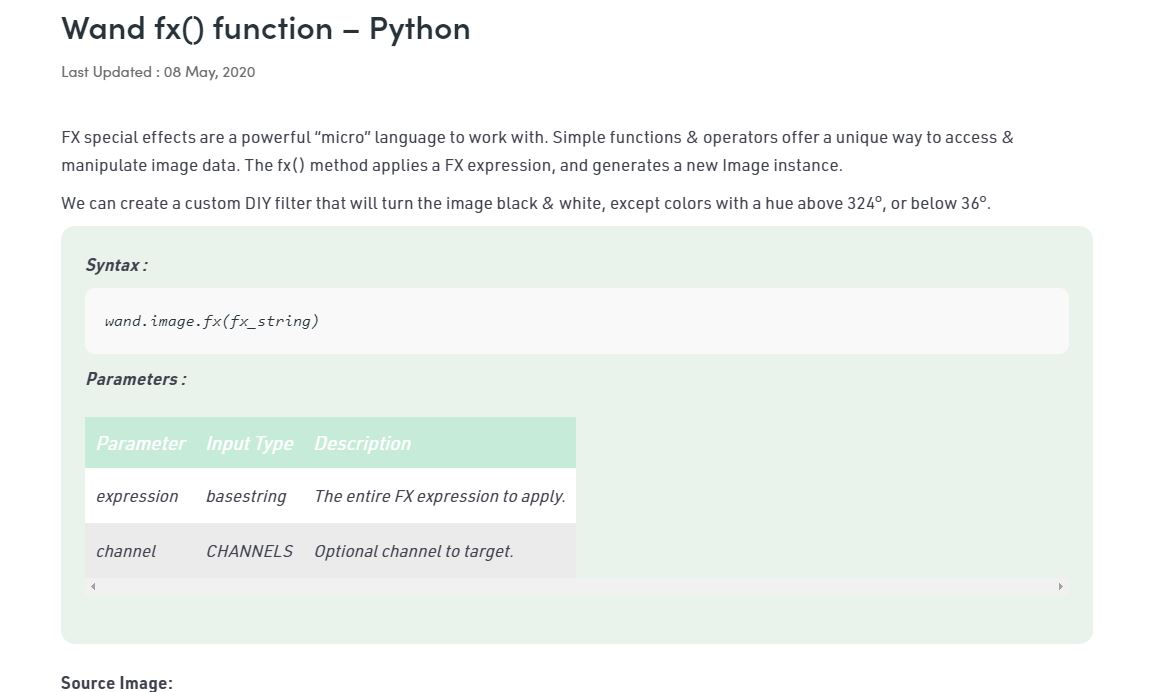 Wand fx() function – Python
Last Updated : 08 May, 2020
FX special effects are a powerful “micro” language to work with. Simple functions & operators offer a unique way to access &
manipulate image data. The fx() method applies a FX expression, and generates a new Image instance.
We can create a custom DIY filter that will turn the image black & white, except colors with a hue above 324°, or below 36°.
Syntax :
wand.image.fx(fx_string)
Parameters :
Parameter Input Type Description
expression basestring The entire FX expression to apply.
channel CHANNELS Optional channel to target.
Source Image: